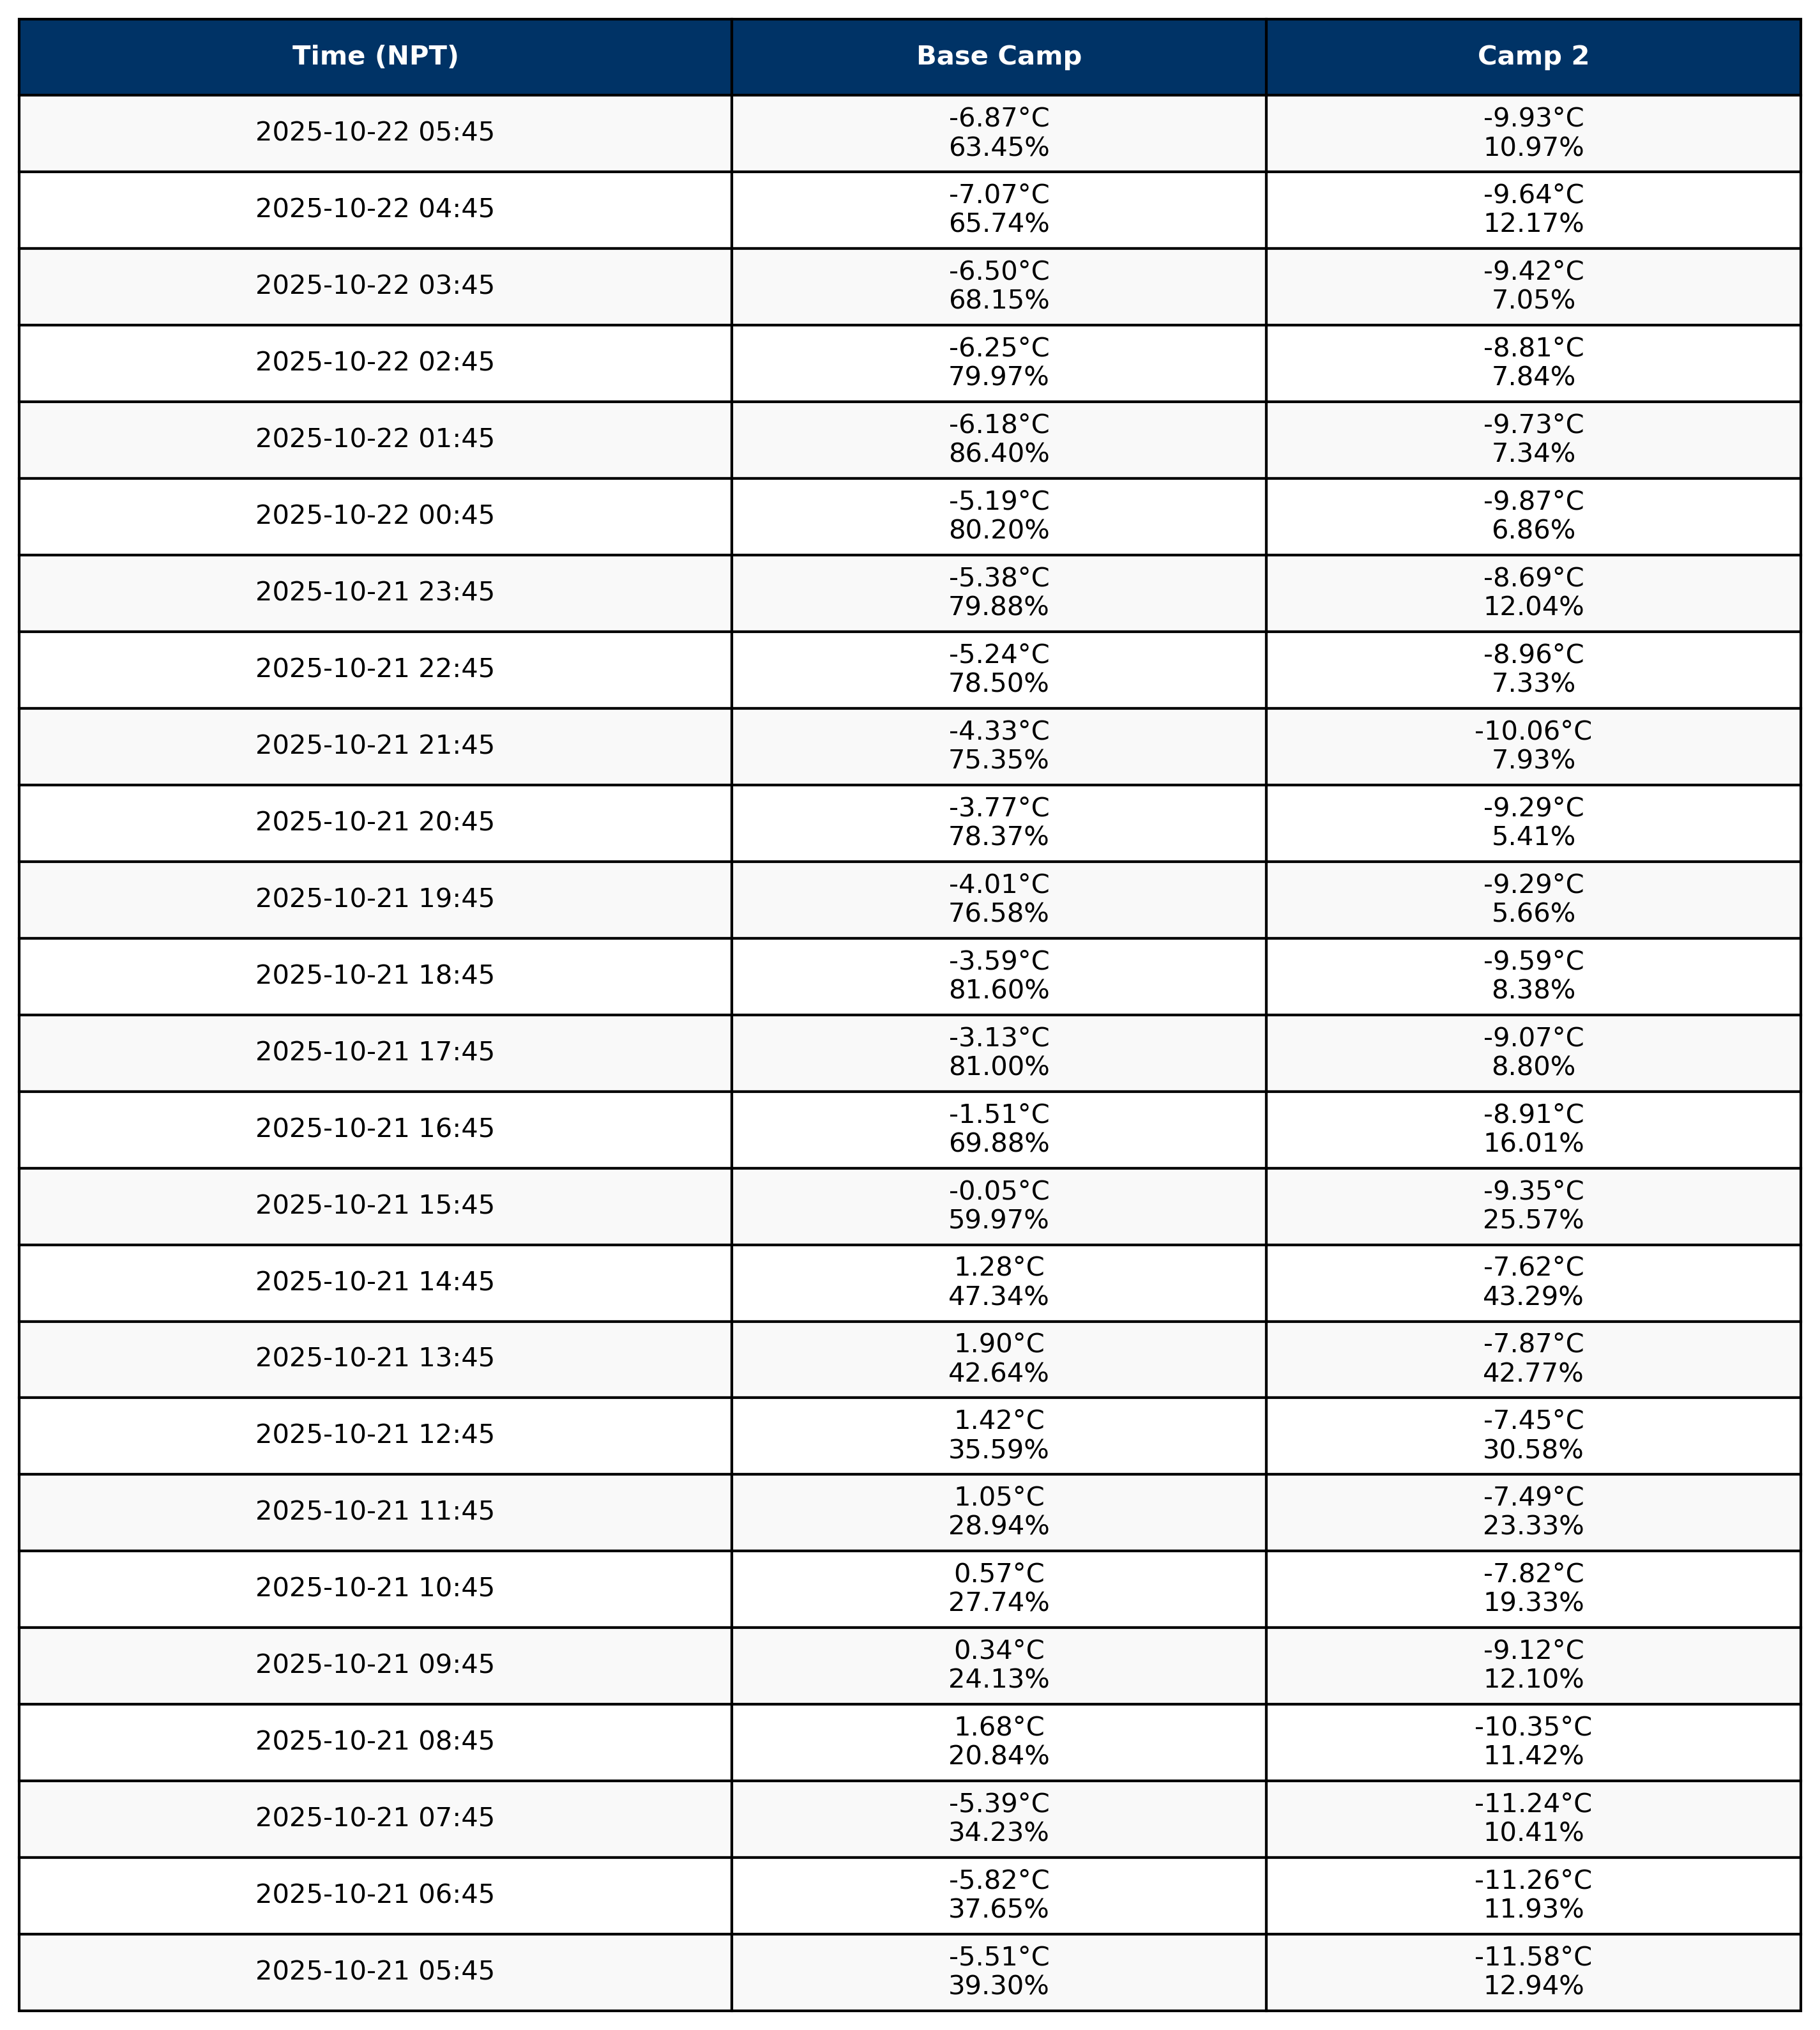 Time (NPT) Base Camp Camp 2
2025-10-22 05:45 -6.87°C -9.93°C
63.45% 10.97%
2025-10-22 04:45 -7.07°C -9.64°C
65.74% 12.17%
2025-10-22 03:45 -6.50°C -9.42°C
68.15% 7.05%
2025-10-22 02:45 -6.25°C -8.81°C
79.97% 7.84%
2025-10-22 01:45 -6.18°C -9.73°C
86.40% 7.34%
2025-10-22 00:45 -5.19°C -9.87°C
80.20% 6.86%
2025-10-21 23:45 -5.38°C -8.69°C
79.88% 12.04%
2025-10-21 22:45 -5.24°C -8.96°C
78.50% 7.33%
2025-10-21 21:45 -4.33°C -10.06°C
75.35% 7.93%
2025-10-21 20:45 -3.77°C -9.29°C
78.37% 5.41%
2025-10-21 19:45 -4.01°C -9.29°C
76.58% 5.66%
2025-10-21 18:45 -3.59°C -9.59°C
81.60% 8.38%
2025-10-21 17:45 -3.13°C -9.07°C
81.00% 8.80%
2025-10-21 16:45 -1.51°C -8.91°C
69.88% 16.01%
2025-10-21 15:45 -0.05°C -9.35°C
59.97% 25.57%
2025-10-21 14:45 1.28°C -7.62°C
47.34% 43.29%
2025-10-21 13:45 1.90°C -7.87°C
42.64% 42.77%
2025-10-21 12:45 1.42°C -7.45°C
35.59% 30.58%
2025-10-21 11:45 1.05°C -7.49°C
28.94% 23.33%
2025-10-21 10:45 0.57°C -7.82°C
27.74% 19.33%
2025-10-21 09:45 0.34°C -9.12°C
24.13% 12.10%
2025-10-21 08:45 1.68°C -10.35°C
20.84% 11.42%
2025-10-21 07:45 -5.39°C -11.24°C
34.23% 10.41%
2025-10-21 06:45 -5.82°C -11.26°C
37.65% 11.93%
2025-10-21 05:45 -5.51°C -11.58°C
39.30% 12.94%